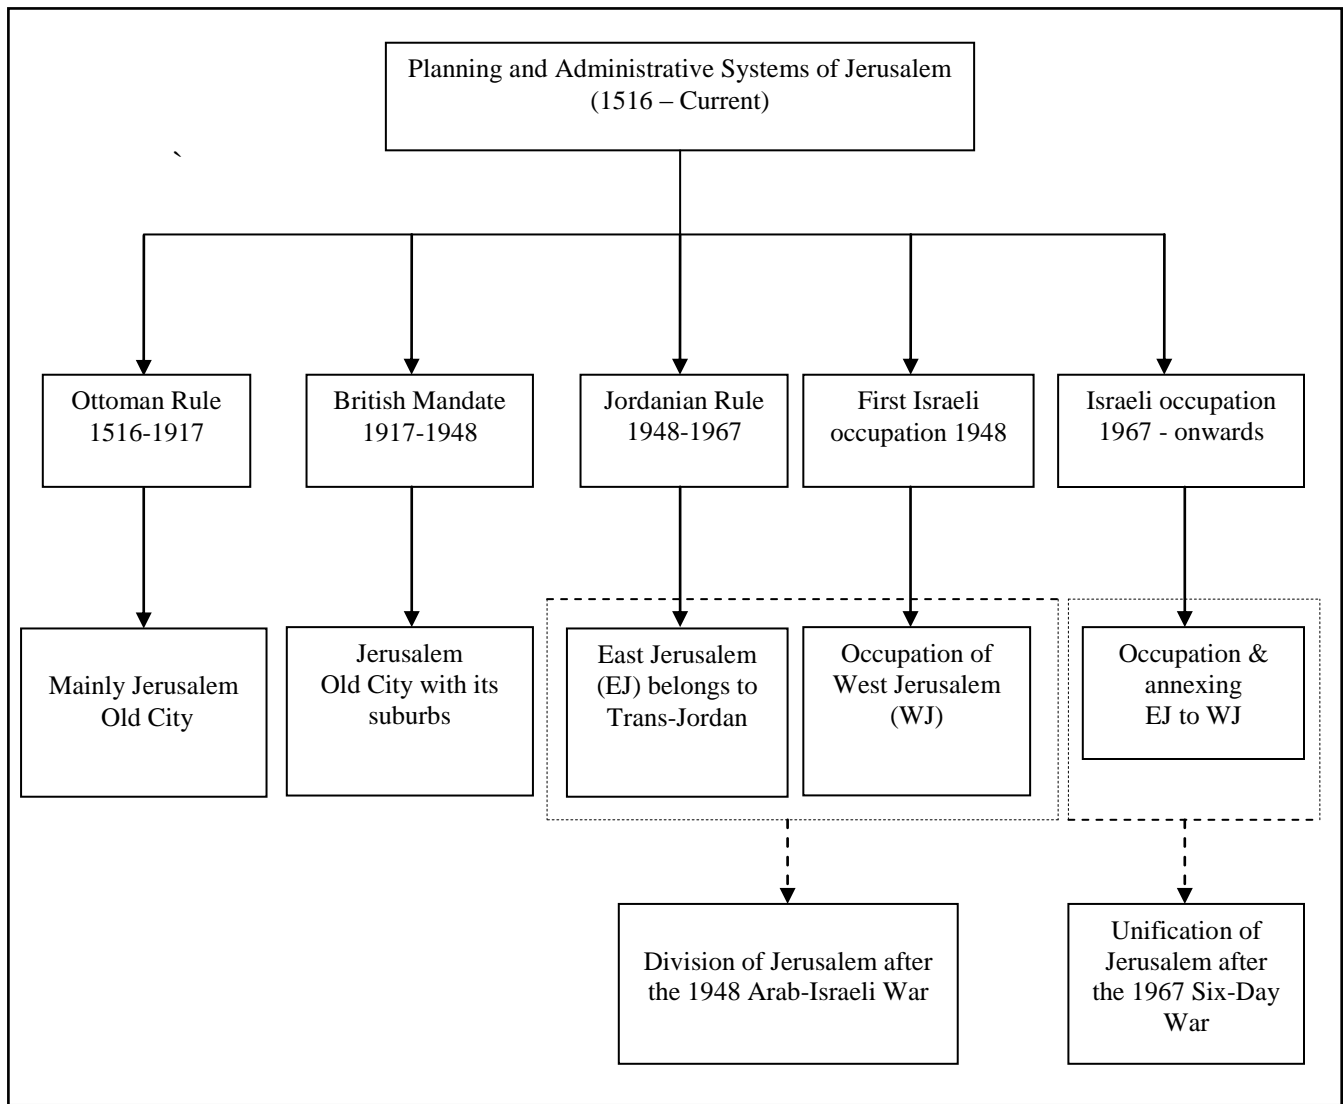 Planning and Administrative Systems of Jerusalem
(1516 – Current)
`
Ottoman Rule
1516-1917
British Mandate
1917-1948
Jordanian Rule
1948-1967
First Israeli
occupation 1948
Israeli occupation
1967 - onwards
Mainly Jerusalem
Old City
Jerusalem
Old City with its
suburbs
East Jerusalem
(EJ) belongs to
Trans-Jordan
Occupation of
West Jerusalem
(WJ)
Occupation &
annexing
EJ to WJ
Division of Jerusalem after
the 1948 Arab-Israeli War
Unification of
Jerusalem after
the 1967 Six-Day
War